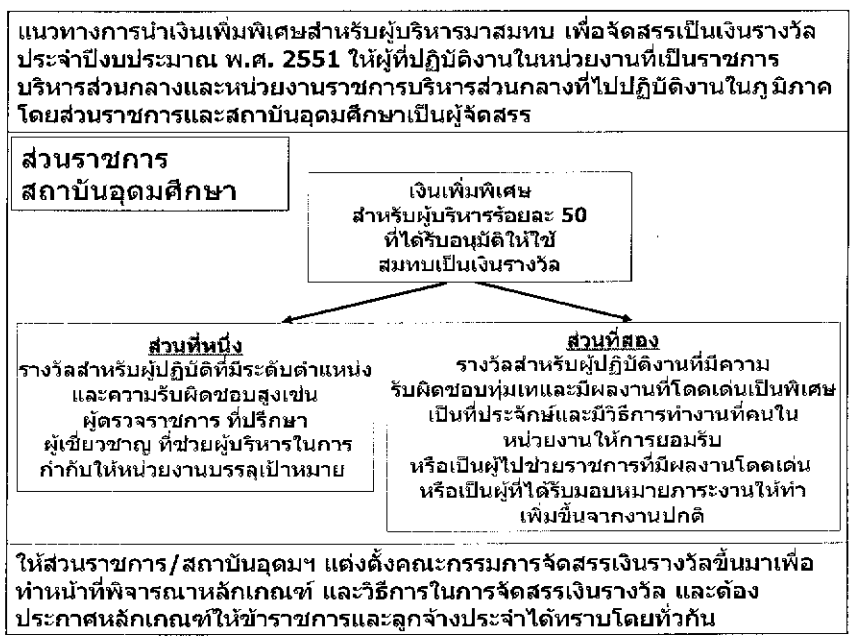 แนวทางการนำเงินเพิ่มพิเศษสำหรับผู้บริหารมาสมทบ เพื่อจัดสรรเป็นเงินรางวัล
ประจำปีงบประมาณ พ.ศ. 2551 ให้ผู้ที่ปฏิบัติงานในหน่วยงานที่เป็นราชการ
บริหารส่วนกลางและหน่วยงานราชการบริหารส่วนกลางที่ไปปฏิบัติงานในภูมิภาค
โดยส่วนราชการและสถาบันอุดมศึกษาเป็นผู้จัดสรร
ส่วนราชการ
สถาบันอุดมศึกษา
เงินเพิ่มพิเศษ
สำหรับผู้บริหารร้อยละ 50
ที่ได้รับอนุมัติให้ใช้
สมทบเป็นเงินรางวัล
ส่วนที่หนึ่ง
รางวัลสำหรับผู้ปฏิบัติที่มีระดับตำแหน่ง
และความรับผิดชอบสูงเช่น
ผู้ตรวจราชการ ที่ปรึกษา
ผู้เชี่ยวชาญ ที่ช่วยผู้บริหารในการ
กำกับให้หน่วยงานบรรลุเป้าหมาย
ส่วนที่สอง
รางวัลสำหรับผู้ปฏิบัติงานที่มีความ
รับผิดชอบทุ่มเทและมีผลงานที่โดดเด่นเป็นพิเศษ
เป็นที่ประจักษ์และมีวิธีการทำงานที่คนใน
หน่วยงานให้การยอมรับ
หรือเป็นผู้ไปช่วยราชการที่มีผลงานโดดเด่น
หรือเป็นผู้ที่ได้รับมอบหมายภาระงานให้ทำ
เพิ่มขึ้นจากงานปกติ
ให้ส่วนราชการ/สถาบันอุดมฯ แต่งตั้งคณะกรรมการจัดสรรเงินรางวัลขึ้นมาเพื่อ
ทำหน้าที่พิจารณาหลักเกณฑ์ และวิธีการในการจัดสรรเงินรางวัล และต้อง
ประกาศหลักเกณฑ์ให้ข้าราชการและลูกจ้างประจำได้ทราบโดยทั่วกัน